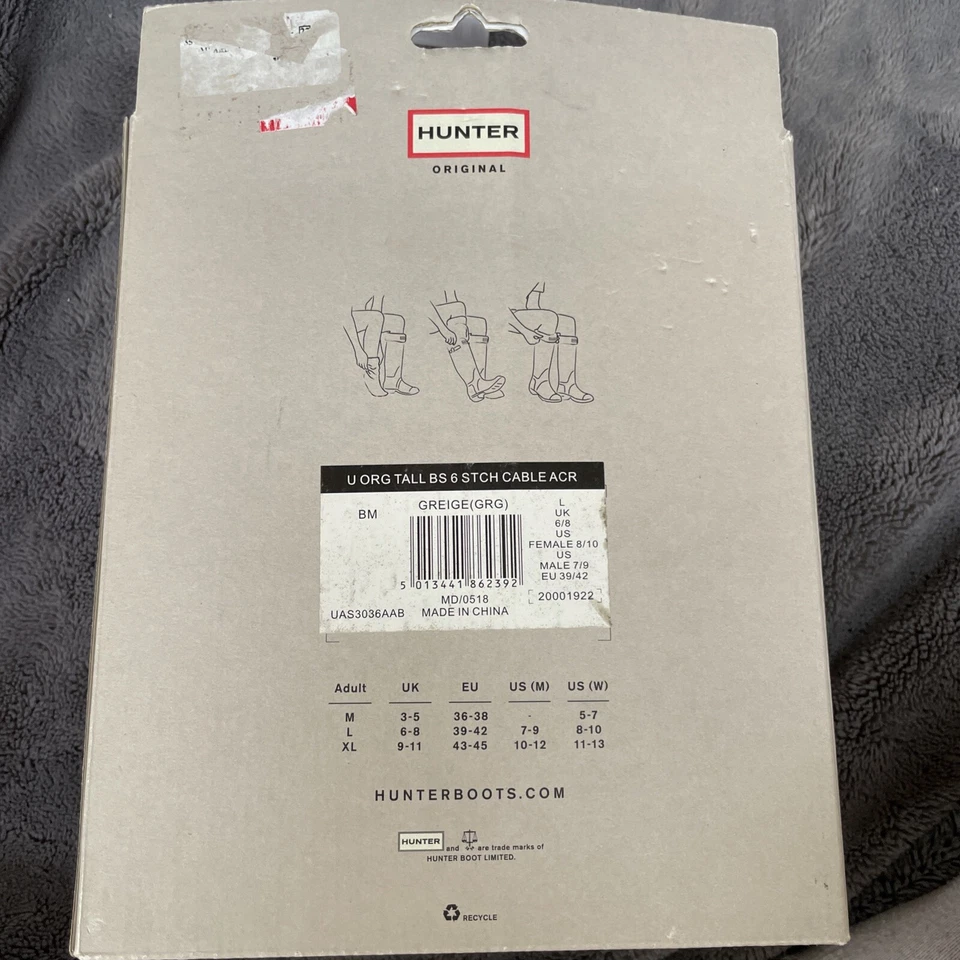 HUNTER
ORIGINAL
U ORG TALL BS 6 STCH CABLE ACR
BM
GREIGE(GRG)
L
UK
6/8
US
FEMALE 8/10
US
MALE 7/9
EU 39/42
5 013441 862392
MD/0518
20001922
UAS3036AAB MADE IN CHINA
Adult UK EU US (M) US (W)
M 3-5 36-38 - 5-7
L 6-8 39-42 7-9 8-10
XL 9-11 43-45 10-12 11-13
HUNTERBOOTS.COM
HUNTER and are trade marks of
HUNTER BOOT LIMITED.
RECYCLE